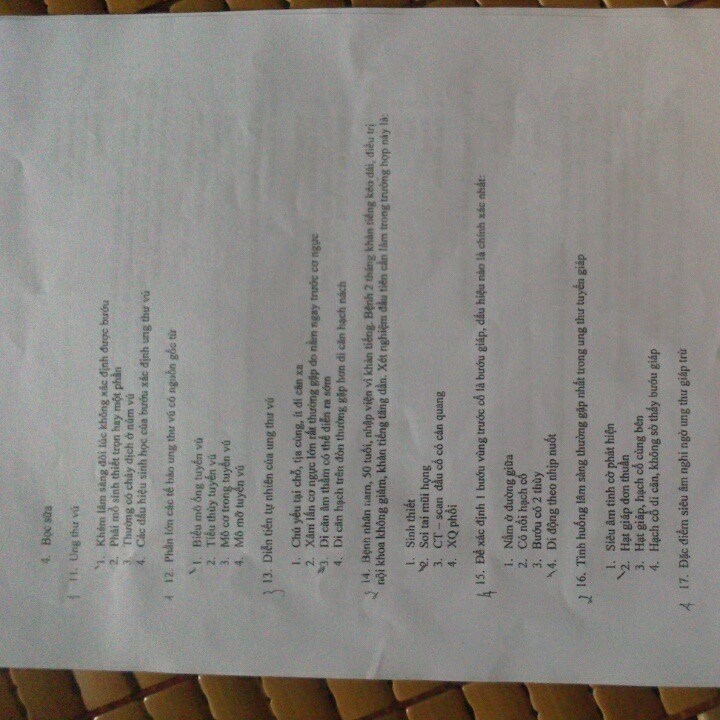 4. Bọc sữa
1 11. Ung thư vú
1. Khám lâm sàng đôi lúc không xác định được bướu
2. Phải mổ sinh thiết trọn hay một phần
3. Thường có chảy dịch ở núm vú
4. Các dấu hiệu sinh học của bướu xác định ung thư vú
1 12. Phần lớn các tế bào ung thư vú có nguồn gốc từ
1. Biểu mô ống tuyến vú
2. Tiểu thùy tuyến vú
3. Mô cơ trong tuyến vú
4. Mô mỡ tuyến vú
3 13. Diễn tiến tự nhiên của ung thư vú
1. Chủ yếu tại chỗ, tại cùng, ít di căn xa
2. Xâm lấn cơ ngực lớn rất thường gặp do nằm ngay trước cơ ngực
3. Di căn âm thầm có thể diễn ra sớm
4. Di căn hạch trên đòn thường gặp hơn di căn hạch nách
2 14. Bệnh nhân nam, 50 tuổi, nhập viện vì khàn tiếng. Bệnh 2 tháng khàn tiếng kéo dài, điều trị
nội khoa không giảm, khàn tiếng tăng dần. Xét nghiệm đầu tiên cần làm trong trường hợp này là:
1. Sinh thiết
2. Soi tai mũi họng
3. CT – scan đầu cổ có cản quang
4. XQ phổi
4 15. Để xác định 1 bướu vùng trước cổ là bướu giáp, dấu hiệu nào là chính xác nhất:
1. Nằm ở đường giữa
2. Có nổi hạch cổ
3. Bướu có 2 thùy
4. Di động theo nhịp nuốt
2 16. Tình huống lâm sàng thường gặp nhất trong ung thư tuyến giáp
1. Siêu âm tình cờ phát hiện
2. Hạt giáp đơn thuần
3. Hạt giáp, hạch cổ cùng bên
4. Hạch cổ di căn, không sờ thấy bướu giáp
4 17. Đặc điểm siêu âm nghi ngờ ung thư giáp trừ